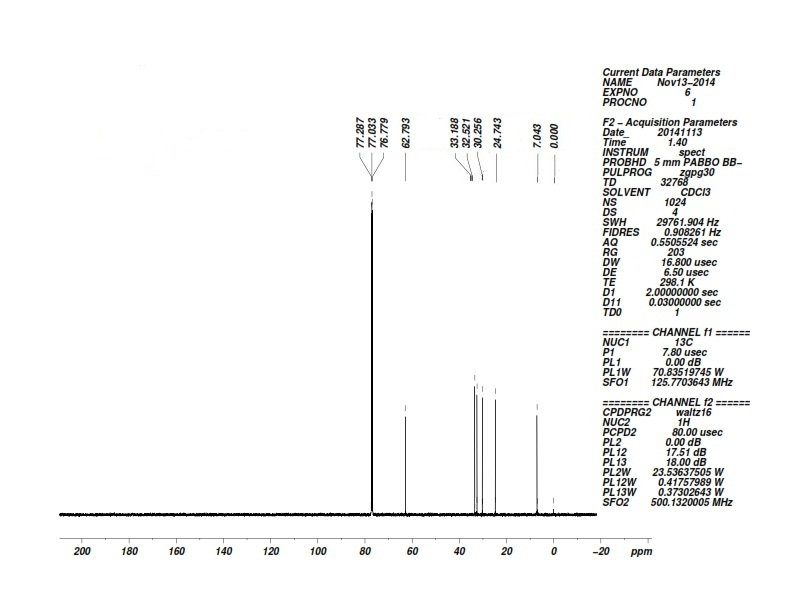 Current Data Parameters
NAME Nov13-2014
EXPNO 6
PROCNO 1
F2 - Acquisition Parameters
Date_ 20141113
Time 1.40
INSTRUM spect
PROBHD 5 mm PABBO BB-
PULPROG zgpg30
TD 32768
SOLVENT CDCl3
NS 1024
DS 4
SWH 29761.904 Hz
FIDRES 0.908261 Hz
AQ 0.5505524 sec
RG 203
DW 16.800 usec
DE 6.50 usec
TE 298.1 K
D1 2.00000000 sec
D11 0.03000000 sec
TD0 1
======== CHANNEL f1 ======
NUC1 13C
P1 7.80 usec
PL1 0.00 dB
PL1W 70.83519745 W
SFO1 125.7703643 MHz
======== CHANNEL f2 ======
CPDPRG2 waltz16
NUC2 1H
PCPD2 80.00 usec
PL2 0.00 dB
PL12 17.51 dB
PL13 18.00 dB
PL2W 23.53637505 W
PL12W 0.41757989 W
PL13W 0.37302643 W
SFO2 500.1320005 MHz
77.287
77.033
76.779
62.793
33.188
32.521
30.256
24.743
7.043
0.000
200 180 160 140 120 100 80 60 40 20 0 -20 ppm